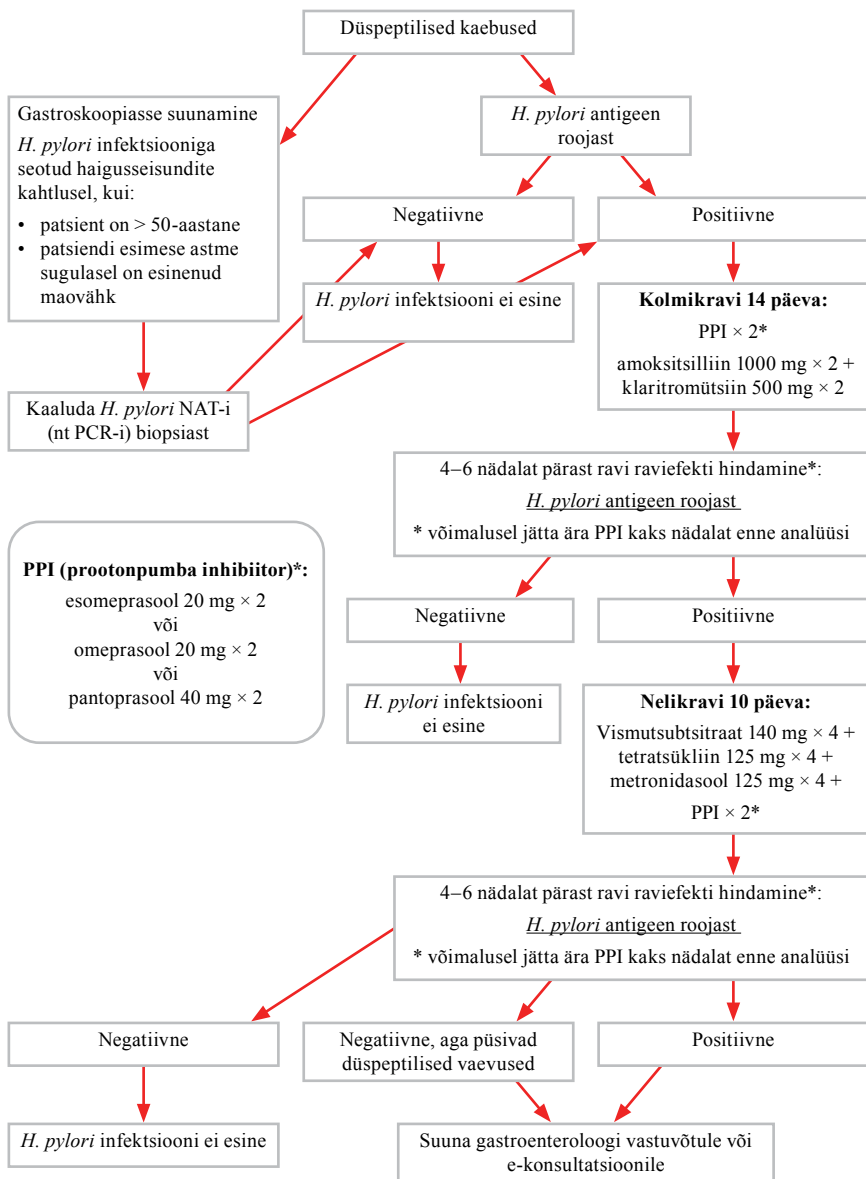 Düspeptilised kaebused
Gastroskoopiasse suunamine
H. pylori infektsiooniga
seotud haigusseisundite
kahtlusel, kui:
• patsient on > 50-aastane
• patsiendi esimese astme
sugulasel on esinenud
maovähk
H. pylori antigeen
roojast
Negatiivne
Positiivne
H. pylori infektsiooni ei esine
Kolmikravi 14 päeva:
PPI × 2*
amoksitsilliin 1000 mg × 2 +
klaritromütsiin 500 mg × 2
Kaaluda H. pylori NAT-i
(nt PCR-i) biopsiast
4–6 nädalat pärast ravi raviefekti hindamine*:
H. pylori antigeen roojast
* võimalusel jätta ära PPI kaks nädalat enne analüüsi
PPI (prootonpumba inhibiitor)*:
esomeprasool 20 mg × 2
või
omeprasool 20 mg × 2
või
pantoprasool 40 mg × 2
Negatiivne
Positiivne
H. pylori infektsiooni
ei esine
Nelikravi 10 päeva:
Vismutsubtsitraat 140 mg × 4 +
tetratsükliin 125 mg × 4 +
metronidasool 125 mg × 4 +
PPI × 2*
4–6 nädalat pärast ravi raviefekti hindamine*:
H. pylori antigeen roojast
* võimalusel jätta ära PPI kaks nädalat enne analüüsi
Negatiivne
Negatiivne, aga püsivad
düspeptilised vaevused
Positiivne
H. pylori infektsiooni ei esine
Suuna gastroenteroloogi vastuvõtule või
e-konsultatsioonile